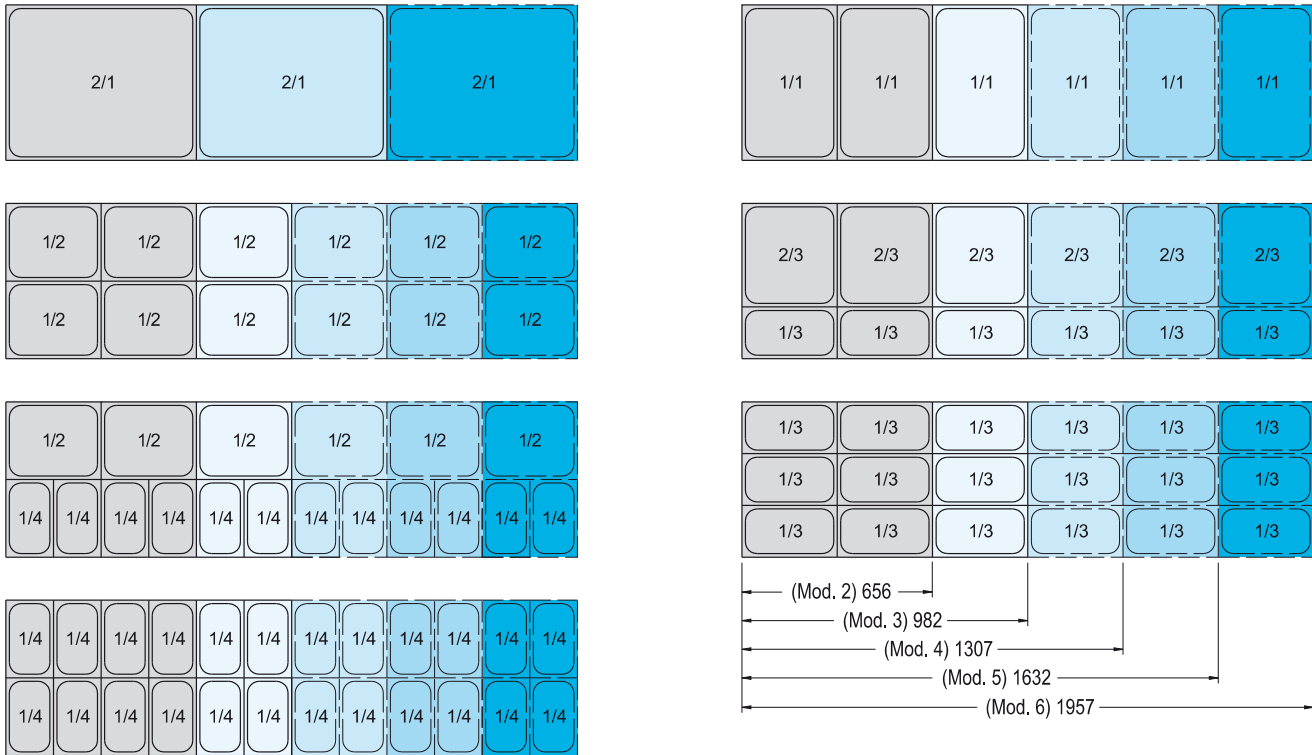 2/1 2/1 2/1
1/1 1/1 1/1 1/1 1/1 1/1
1/2 1/2 1/2 1/2 1/2 1/2
1/2 1/2 1/2 1/2 1/2 1/2
2/3 2/3 2/3 2/3 2/3 2/3
1/3 1/3 1/3 1/3 1/3 1/3
1/2 1/2 1/2 1/2 1/2 1/2
1/4 1/4 1/4 1/4 1/4 1/4 1/4 1/4 1/4 1/4 1/4 1/4
1/3 1/3 1/3 1/3 1/3 1/3
1/3 1/3 1/3 1/3 1/3 1/3
1/3 1/3 1/3 1/3 1/3 1/3
1/4 1/4 1/4 1/4 1/4 1/4 1/4 1/4 1/4 1/4 1/4 1/4
1/4 1/4 1/4 1/4 1/4 1/4 1/4 1/4 1/4 1/4 1/4 1/4
(Mod. 2) 656
(Mod. 3) 982
(Mod. 4) 1307
(Mod. 5) 1632
(Mod. 6) 1957